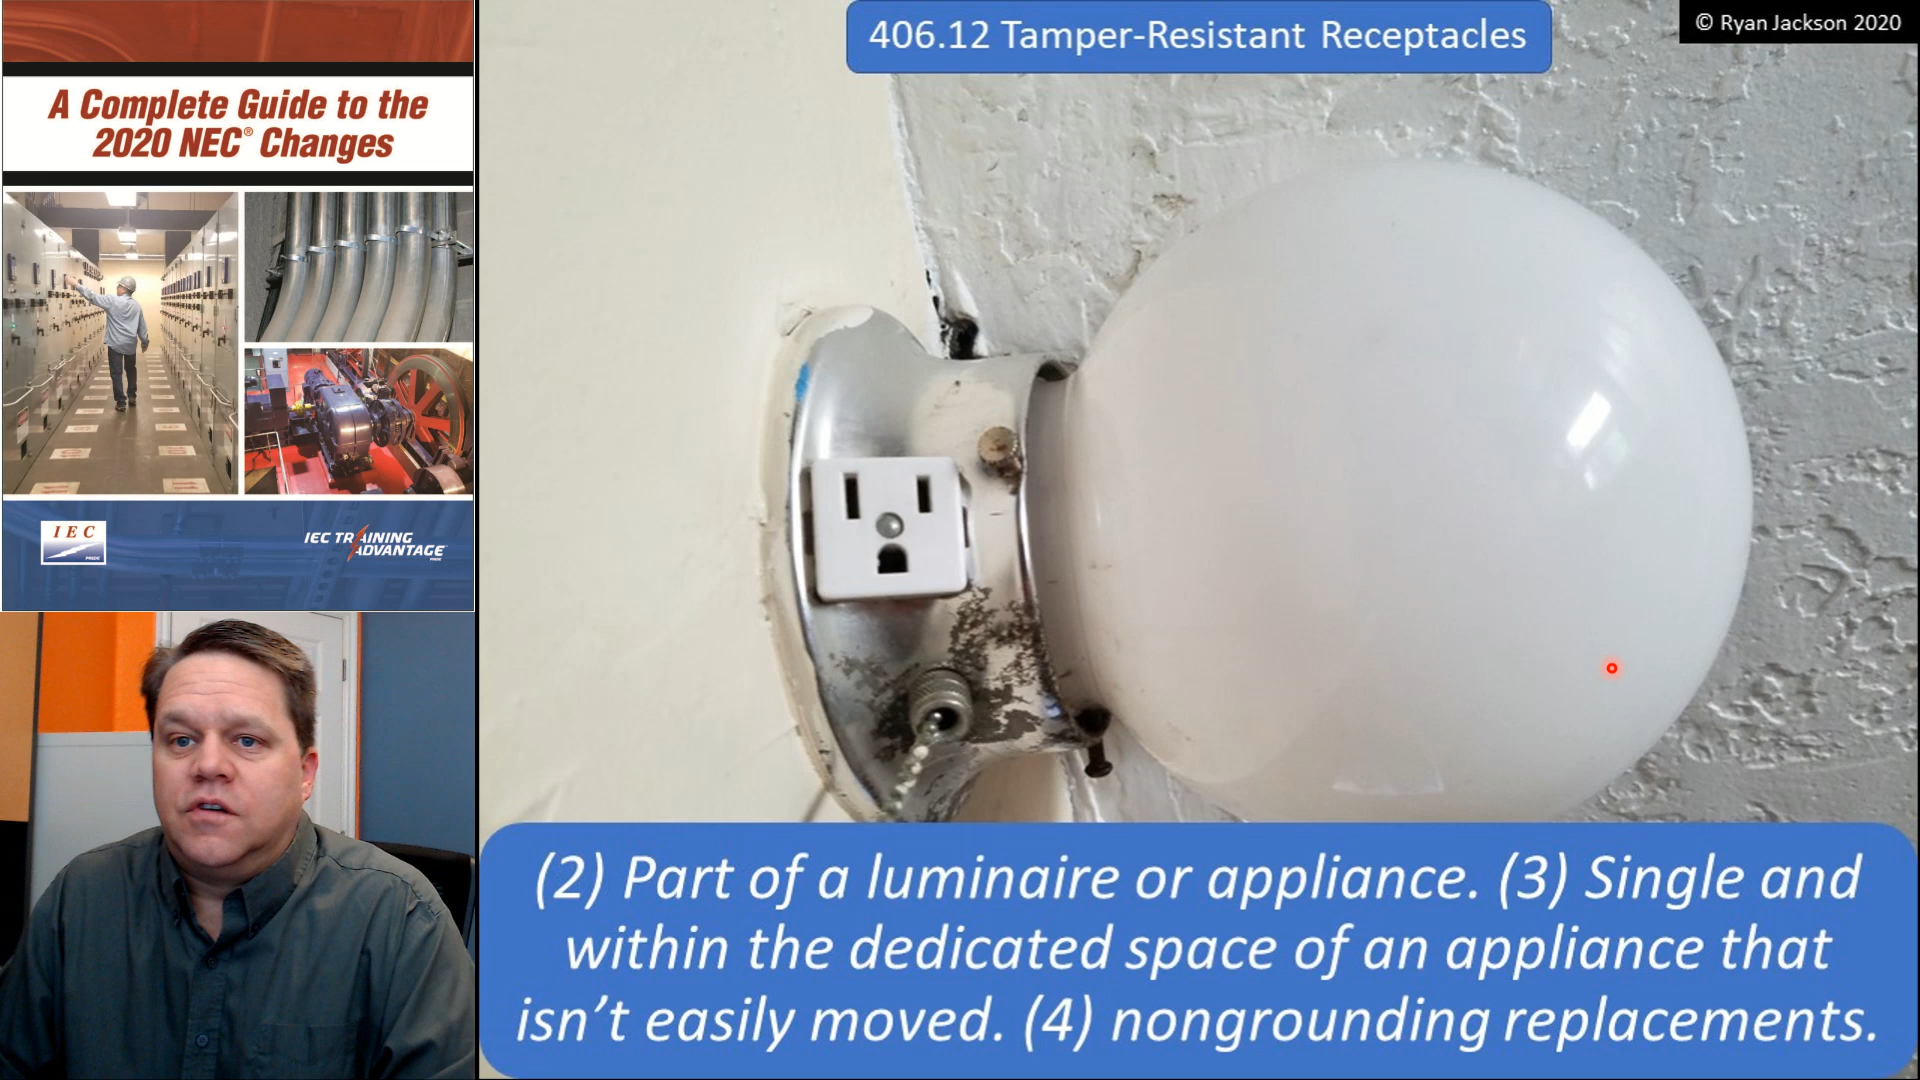 A Complete Guide to the
2020 NEC® Changes
IEC
IEC TRAINING
ADVANTAGE
406.12 Tamper-Resistant Receptacles
© Ryan Jackson 2020
(2) Part of a luminaire or appliance. (3) Single and
within the dedicated space of an appliance that
isn’t easily moved. (4) nongrounding replacements.